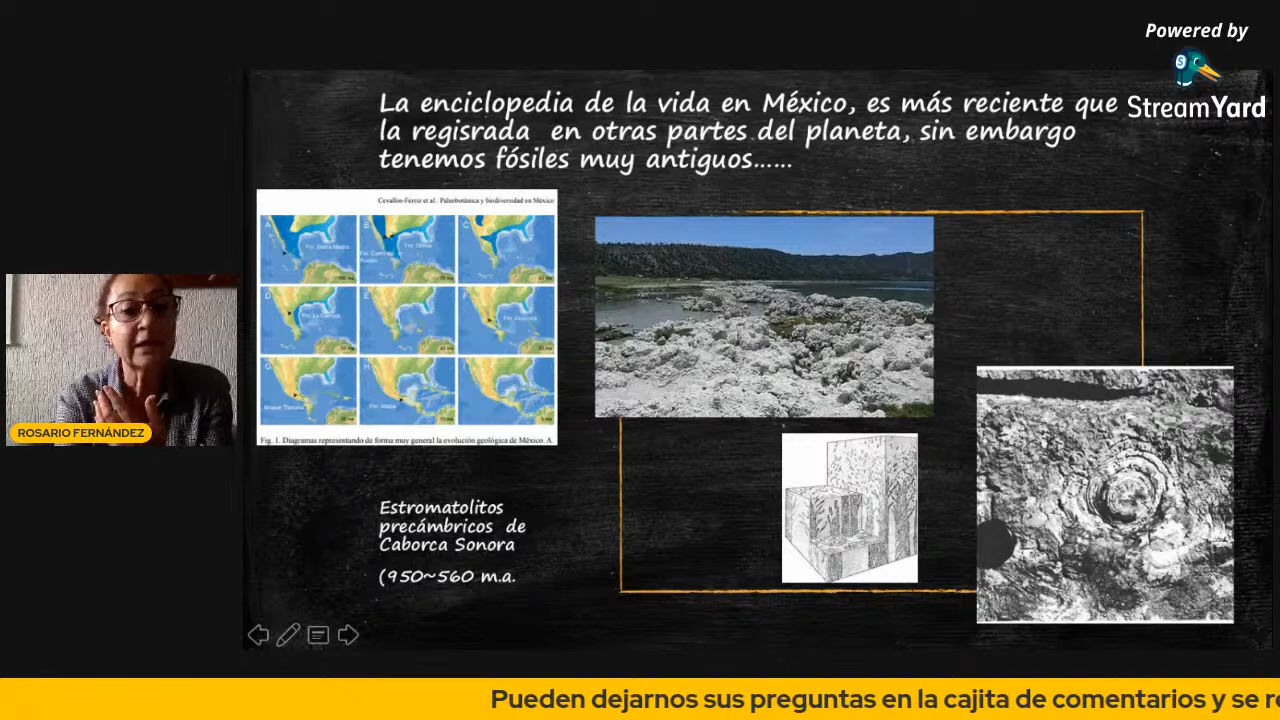 Powered by
StreamYard
La enciclopedia de la vida en México, es más reciente que
la regisrada en otras partes del planeta, sin embargo
tenemos fósiles muy antiguos......
Cevallos-Ferriz et al.: Paleobotánica y biodiversidad en México
A
B
C
D
E
F
G
H
Fig. 1. Diagramas representando de forma muy general la evolución geológica de México. A.
ROSARIO FERNÁNDEZ
Estromatolitos
precámbricos de
Caborca Sonora
(950~560 m.a.
Pueden dejarnos sus preguntas en la cajita de comentarios y se r